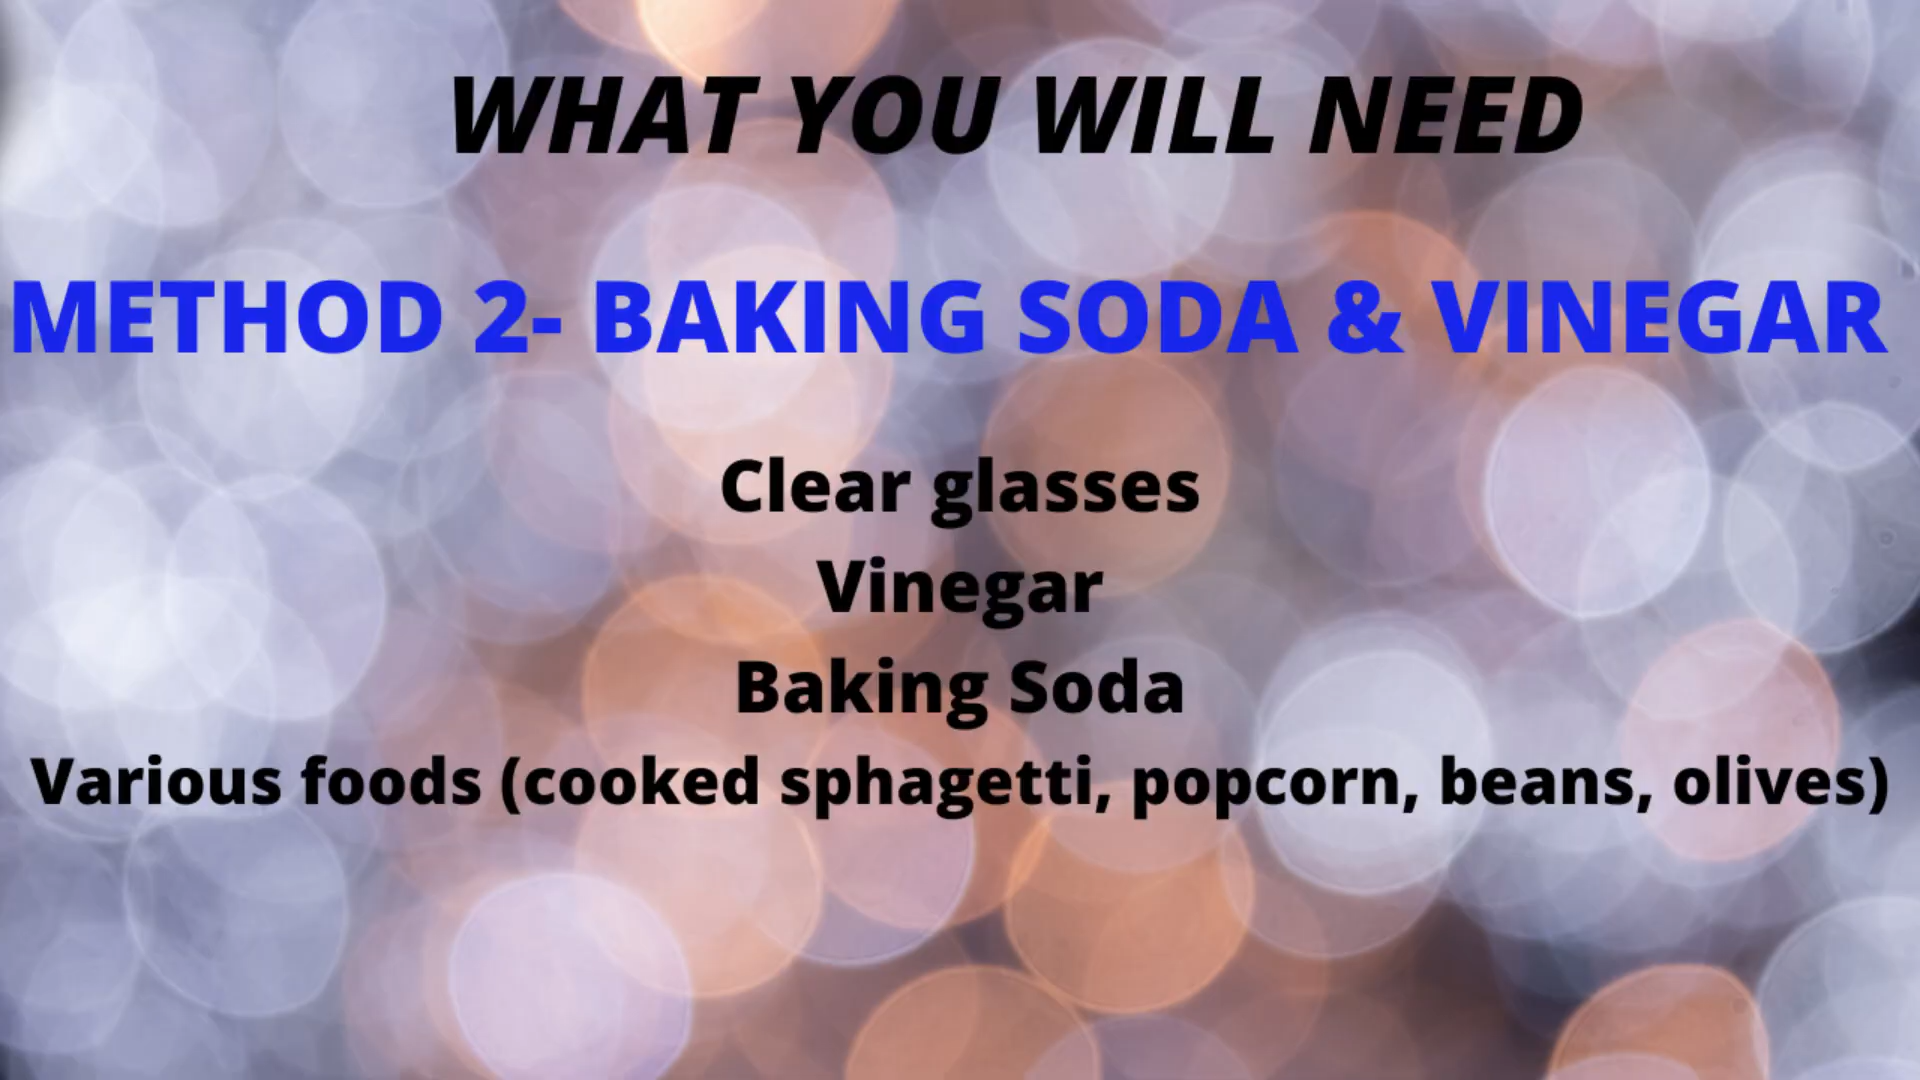 WHAT YOU WILL NEED
METHOD 2- BAKING SODA & VINEGAR
Clear glasses
Vinegar
Baking Soda
Various foods (cooked sphagetti, popcorn, beans, olives)